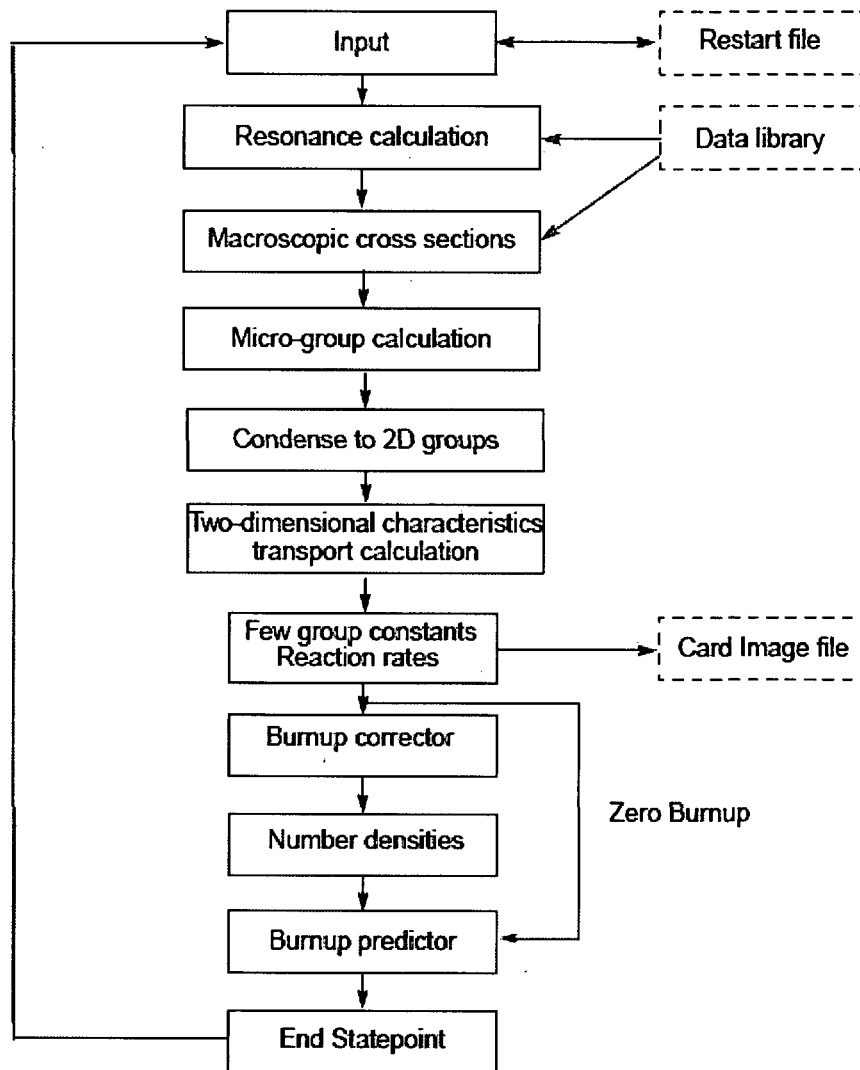 Input
Restart file
Resonance calculation
Data library
Macroscopic cross sections
Micro-group calculation
Condense to 2D groups
Two-dimensional characteristics
transport calculation
Few group constants
Reaction rates
Card Image file
Burnup corrector
Zero Burnup
Number densities
Burnup predictor
End Statepoint